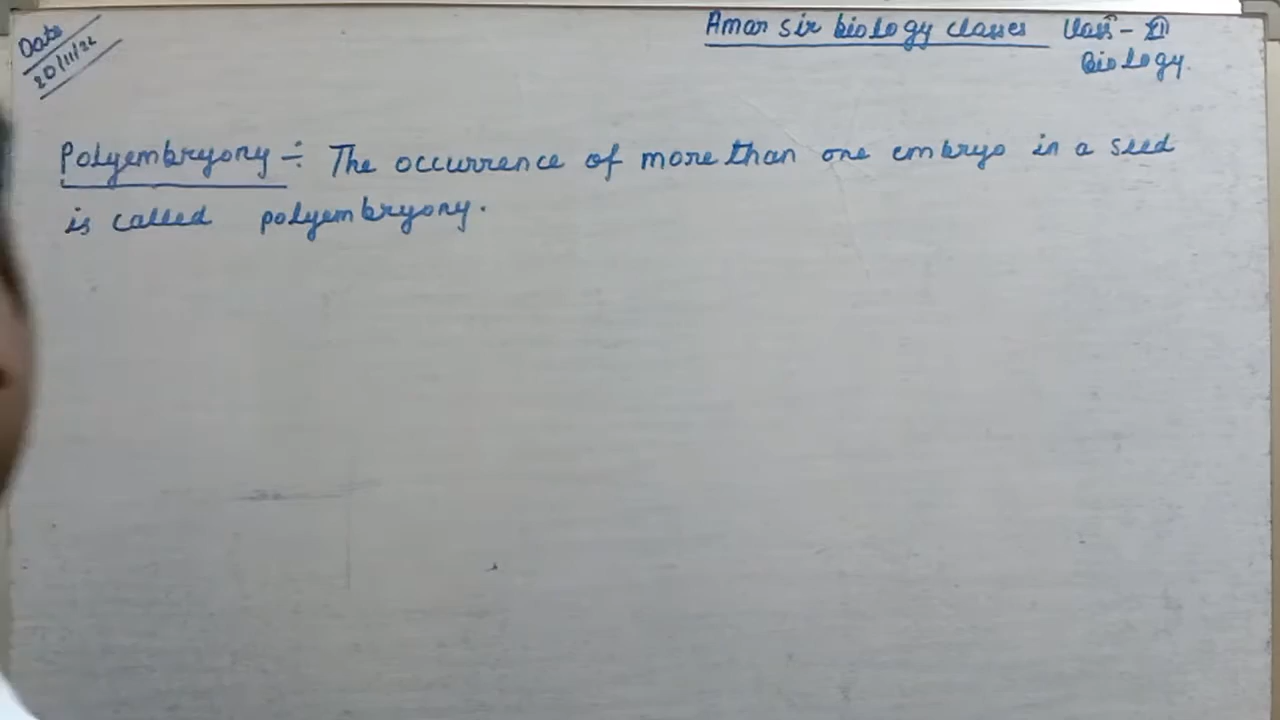 Date
20/11/22
Amar sir biology classes Class - XII
Biology.
Polyembryony ÷ The occurrence of more than one embryo in a seed
is called polyembryony.